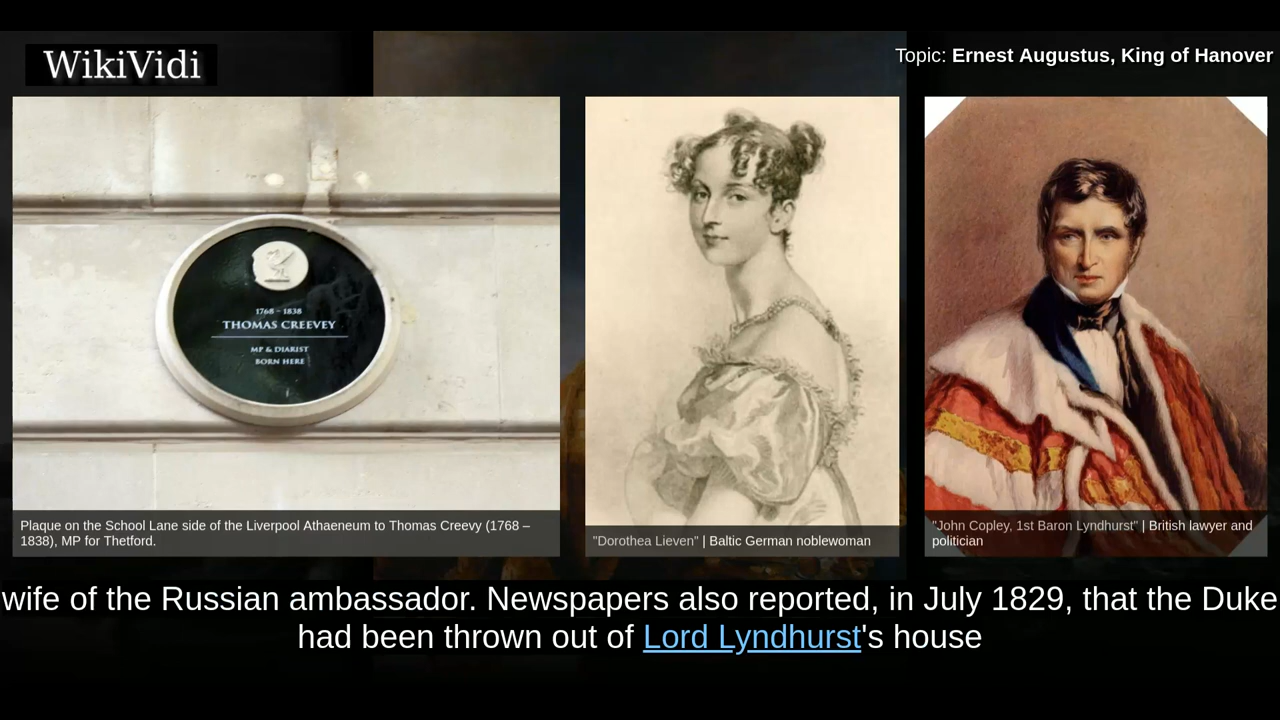 WikiVidi
Topic: Ernest Augustus, King of Hanover
1768 – 1838
THOMAS CREEVEY
MP & DIARIST
BORN HERE
Plaque on the School Lane side of the Liverpool Athaeneum to Thomas Creevy (1768 –
1838), MP for Thetford.
"Dorothea Lieven" | Baltic German noblewoman
"John Copley, 1st Baron Lyndhurst" | British lawyer and
politician
wife of the Russian ambassador. Newspapers also reported, in July 1829, that the Duke
had been thrown out of Lord Lyndhurst's house